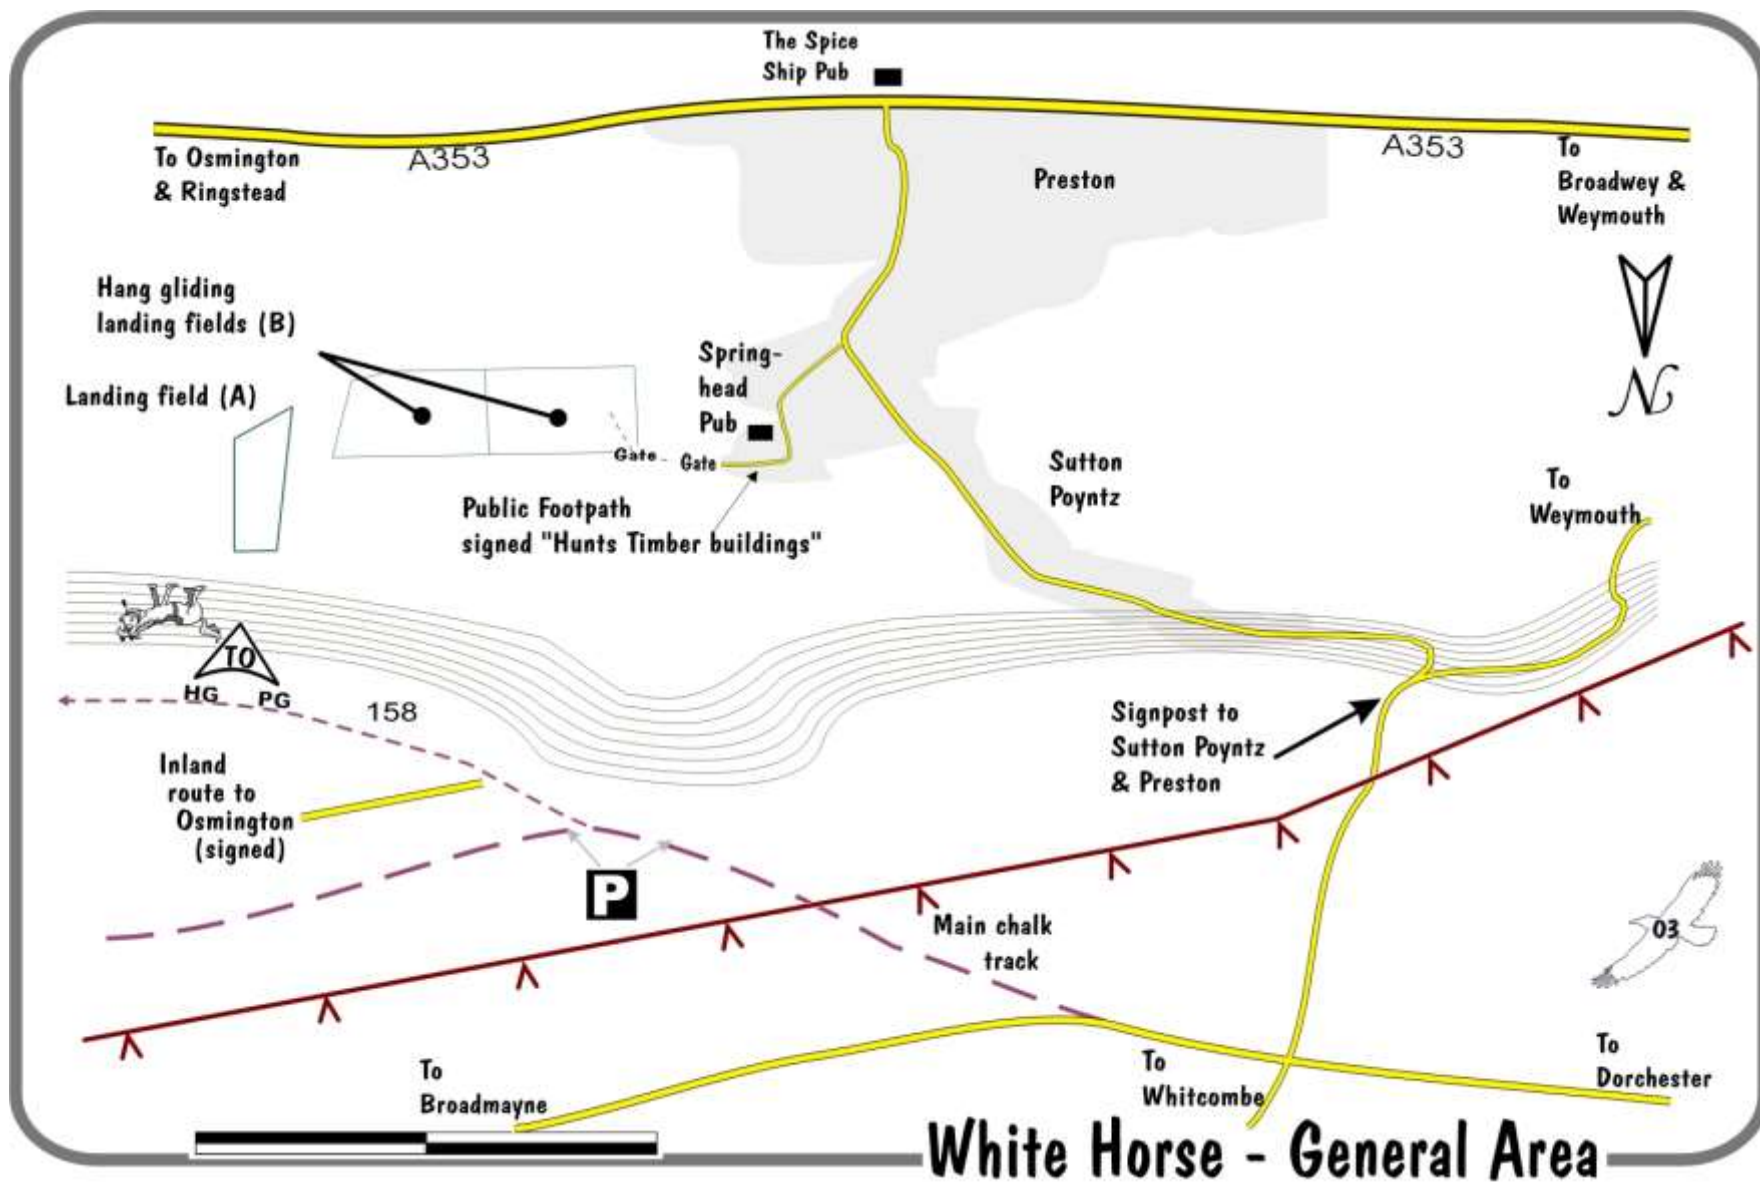 The Spice
Ship Pub
To Osmington
& Ringstead
A353
Preston
A353
To
Broadwey &
Weymouth
Hang gliding
landing fields (B)
Landing field (A)
Spring-
head
Pub
Gate
Gate
N
Sutton
Poyntz
To
Weymouth
Public Footpath
signed "Hunts Timber buildings"
TO
HG
PG
158
Inland
route to
Osmington
(signed)
Signpost to
Sutton Poyntz
& Preston
P
Main chalk
track
03
To
Broadmayne
To
Whitcombe
To
Dorchester
White Horse - General Area